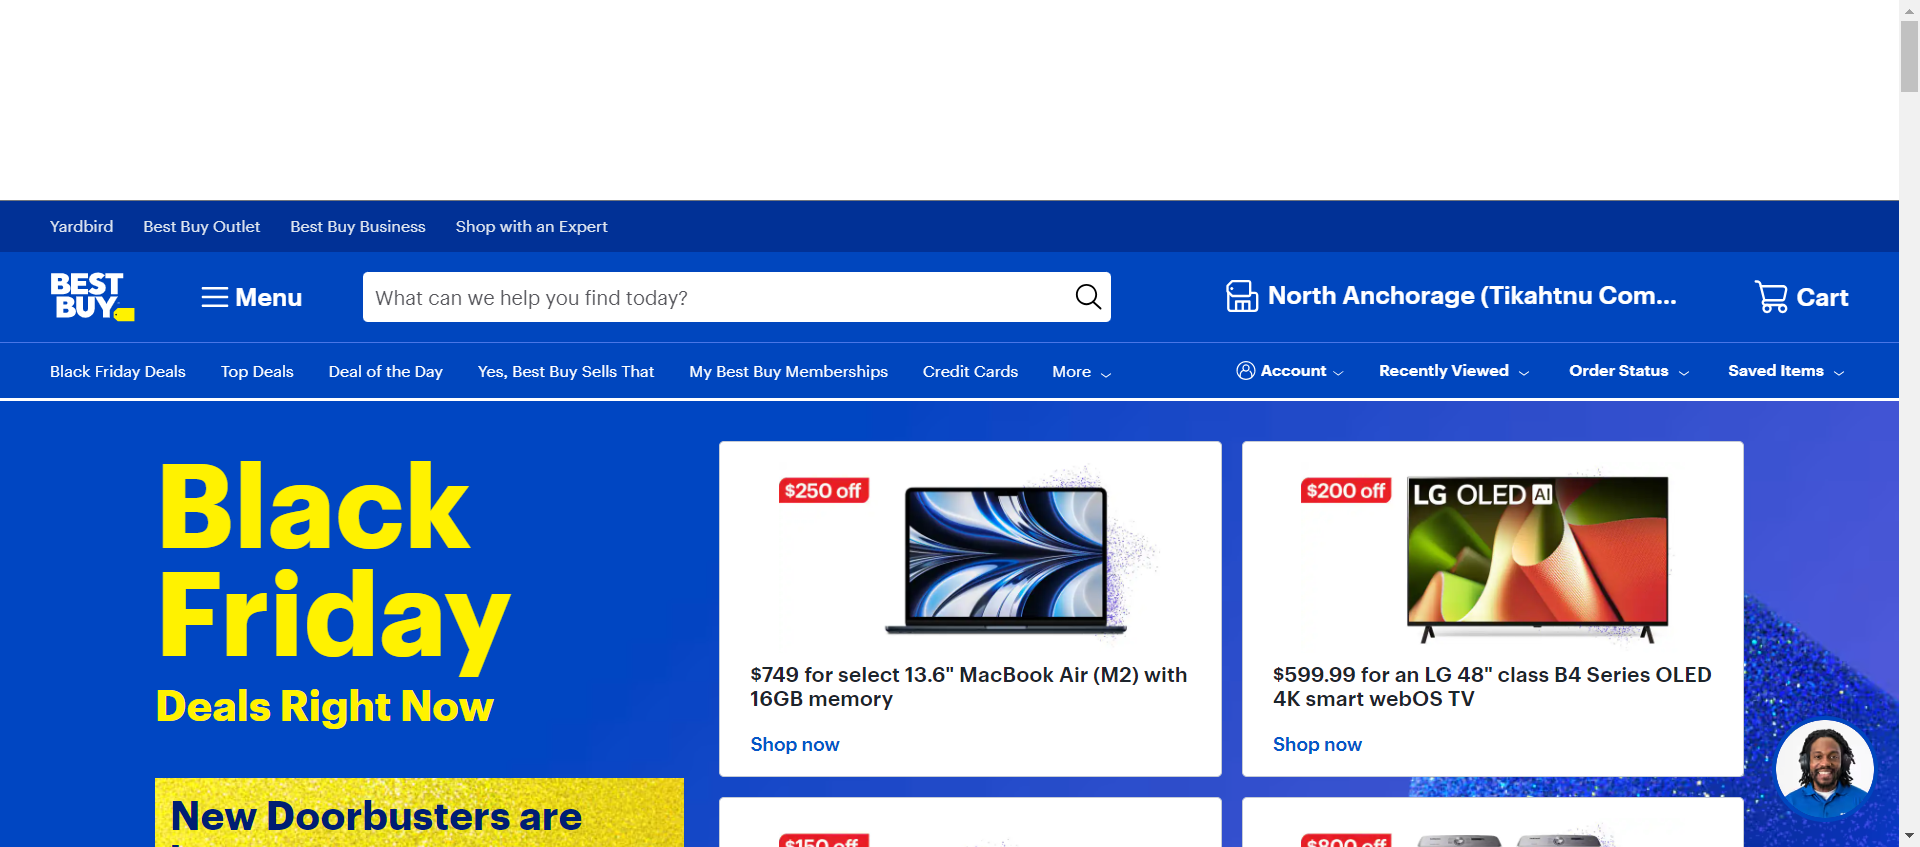 Yardbird Best Buy Outlet Best Buy Business Shop with an Expert
BEST
BUY
Menu
What can we help you find today?
North Anchorage (Tikahtnu Com...
Cart
Black Friday Deals Top Deals Deal of the Day Yes, Best Buy Sells That My Best Buy Memberships Credit Cards More
Account Recently Viewed Order Status Saved Items
Black
Friday
Deals Right Now
New Doorbusters are
$250 off
$749 for select 13.6" MacBook Air (M2) with
16GB memory
Shop now
$200 off
LG OLED AI
$599.99 for an LG 48" class B4 Series OLED
4K smart webOS TV
Shop now
$150 off
$800 off